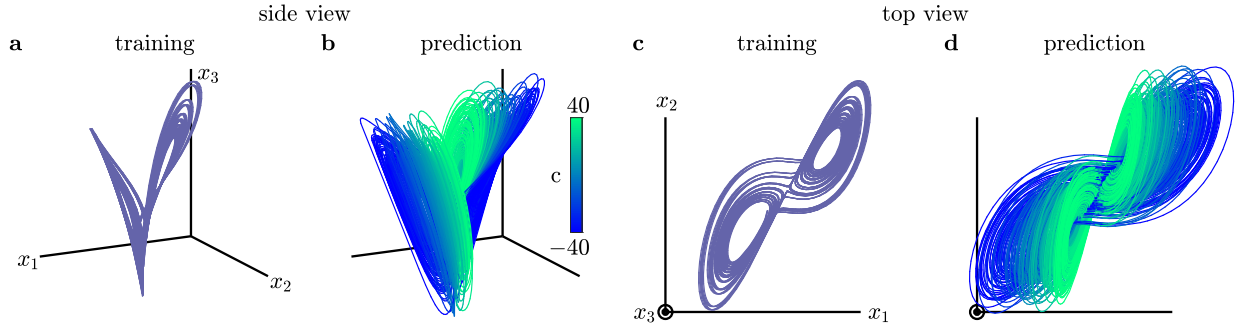 side view
top view
a training
b prediction
c training
d prediction
x3
x1
x2
40
c
−40
x2
x3
x1